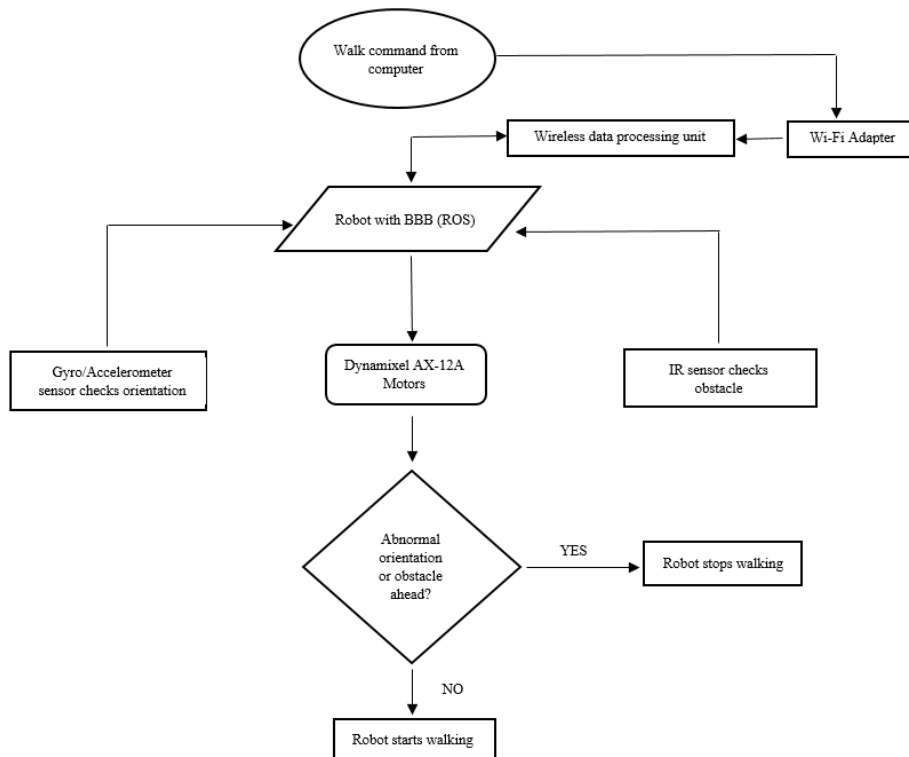 Walk command from
computer
Wireless data processing unit
Wi-Fi Adapter
Robot with BBB (ROS)
Gyro/Accelerometer
sensor checks orientation
Dynamixel AX-12A
Motors
IR sensor checks
obstacle
Abnormal
orientation
or obstacle
ahead?
YES
Robot stops walking
NO
Robot starts walking